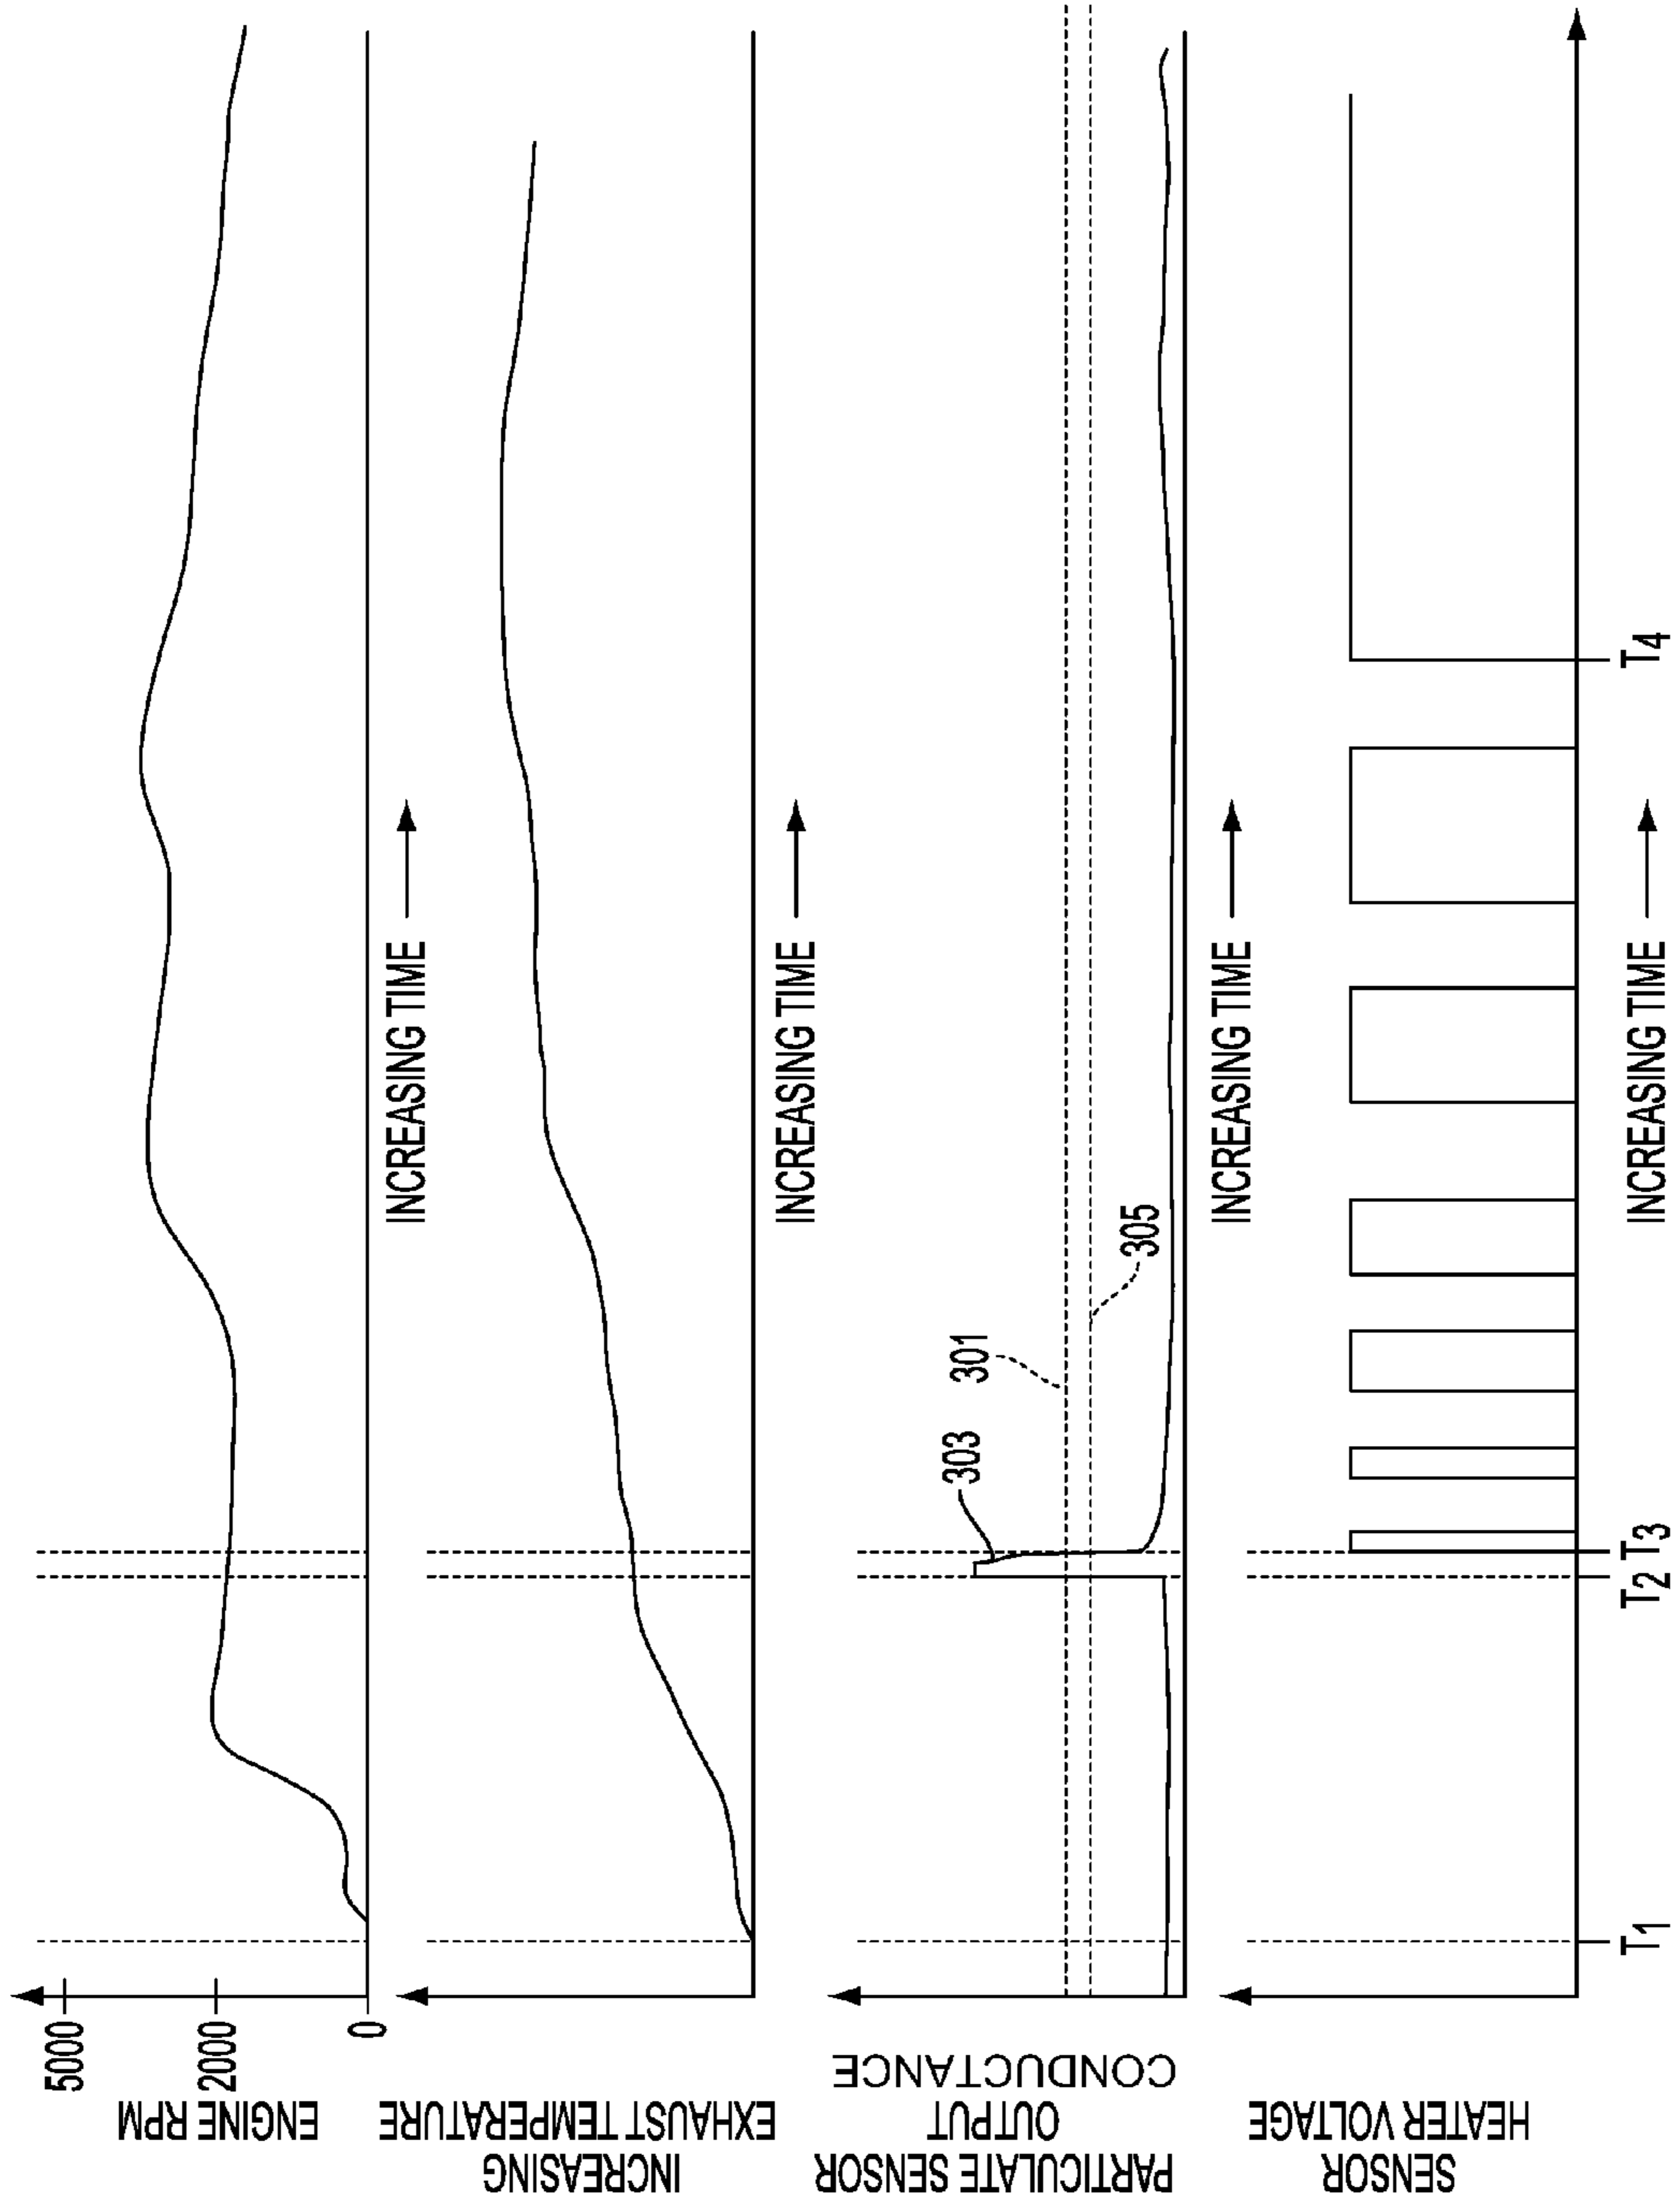 5000
2000
0
ENGINE RPM
INCREASING TIME
INCREASING
EXHAUST TEMPERATURE
INCREASING TIME
303
301
305
PARTICULATE SENSOR
OUTPUT
CONDUCTANCE
INCREASING TIME
SENSOR
HEATER VOLTAGE
T1
T2
T3
T4
INCREASING TIME